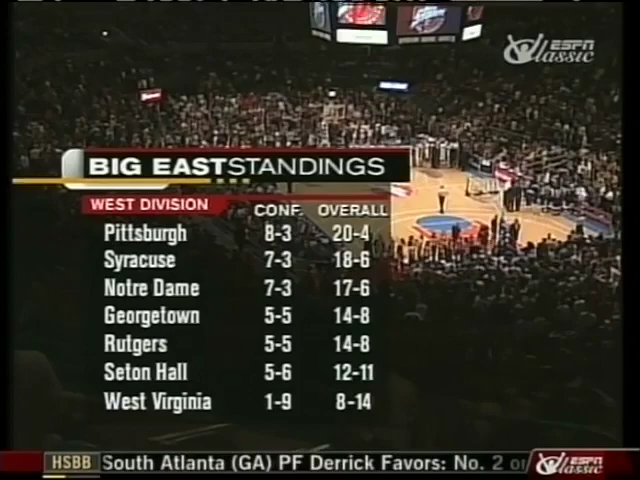 ESPN
Classic
BIG EAST STANDINGS
WEST DIVISION CONF. OVERALL
Pittsburgh 8-3 20-4
Syracuse 7-3 18-6
Notre Dame 7-3 17-6
Georgetown 5-5 14-8
Rutgers 5-5 14-8
Seton Hall 5-6 12-11
West Virginia 1-9 8-14
HSBB South Atlanta (GA) PF Derrick Favors: No. 2 or ESPN Classic